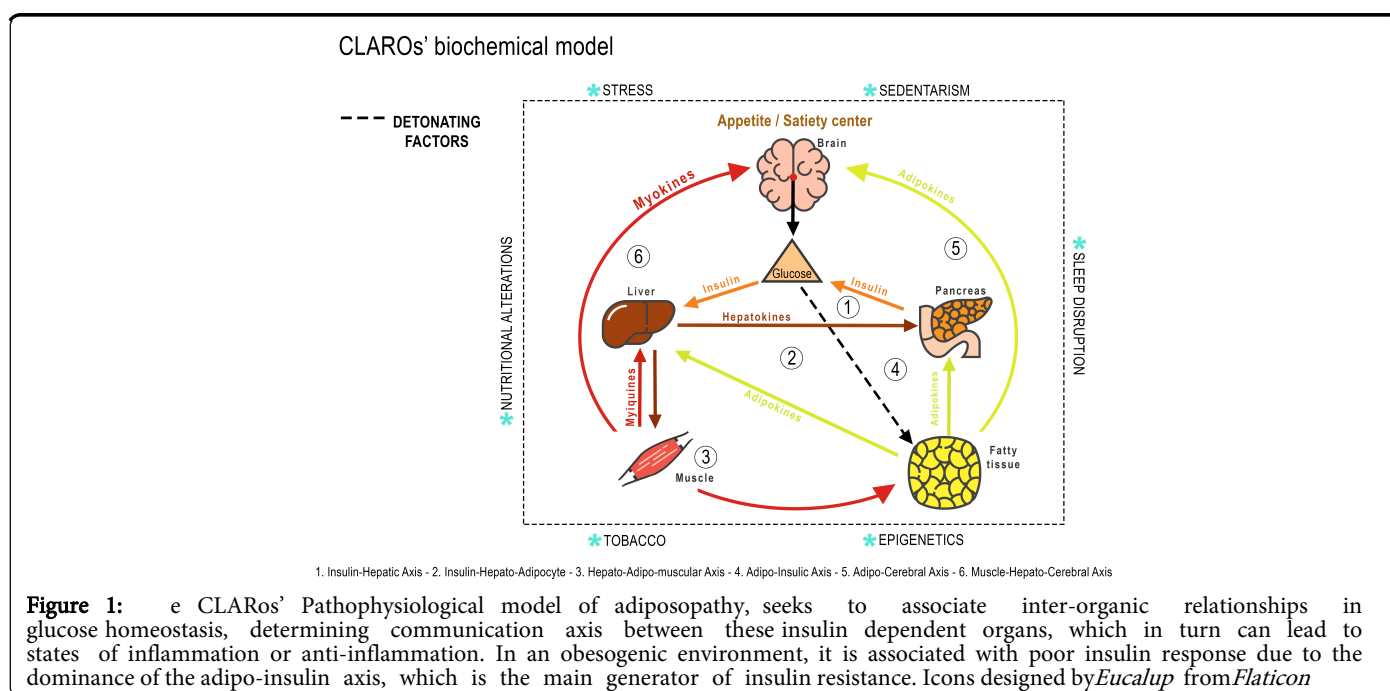 CLAROs' biochemical model
*STRESS
*SEDENTARISM
--- DETONATING
FACTORS
Appetite / Satiety center
Brain
Myokines
Adipokines
*NUTRITIONAL ALTERATIONS
*SLEEP DISRUPTION
6
5
Glucose
Liver
Insulin
Insulin
Pancreas
1
Hepatokines
2
4
Myiquines
Adipokines
Adipokines
3
Muscle
Fatty
tissue
*TOBACCO
*EPIGENETICS
1. Insulin-Hepatic Axis - 2. Insulin-Hepato-Adipocyte - 3. Hepato-Adipo-muscular Axis - 4. Adipo-Insulic Axis - 5. Adipo-Cerebral Axis - 6. Muscle-Hepato-Cerebral Axis
Figure 1: e CLARos' Pathophysiological model of adiposopathy, seeks to associate inter-organic relationships in
glucose homeostasis, determining communication axis between these insulin dependent organs, which in turn can lead to
states of inflammation or anti-inflammation. In an obesogenic environment, it is associated with poor insulin response due to the
dominance of the adipo-insulin axis, which is the main generator of insulin resistance. Icons designed by Eucalup from Flaticon